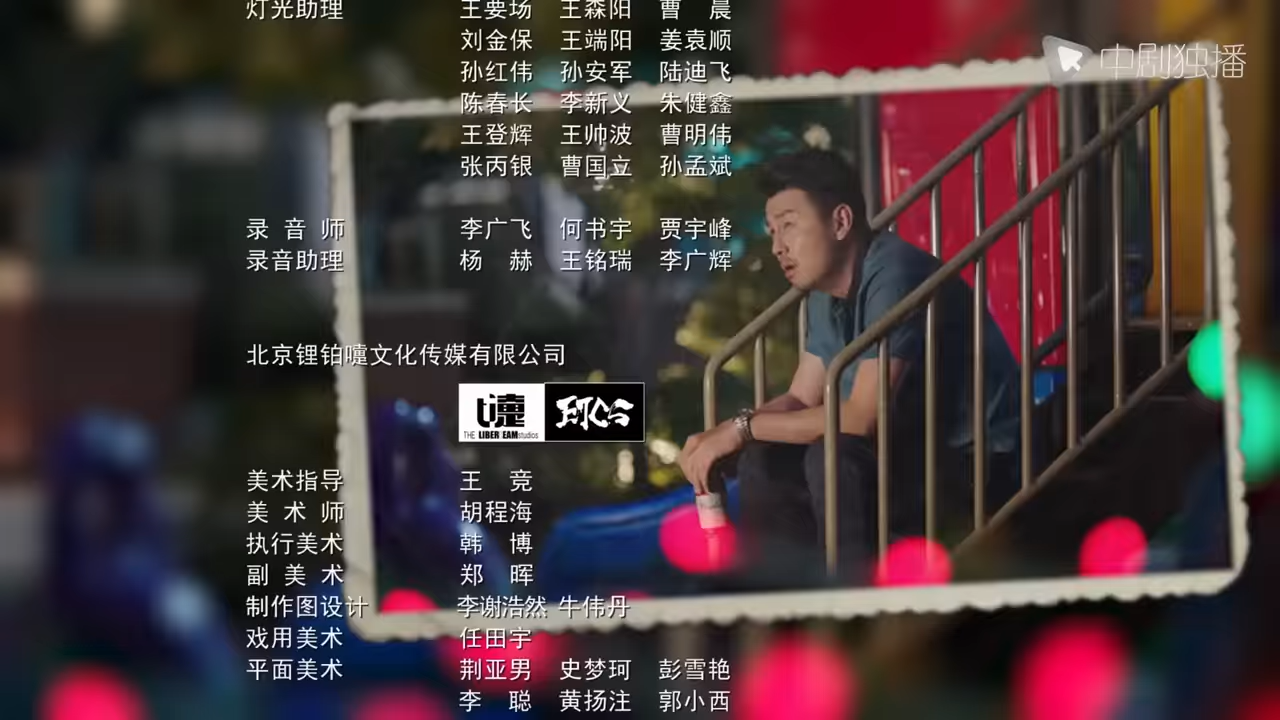 灯光助理 王要场 王森阳 曹 晨
中剧独播
刘金保 王端阳 姜袁顺
孙红伟 孙安军 陆迪飞
陈春长 李新义 朱健鑫
王登辉 王帅波 曹明伟
张丙银 曹国立 孙孟斌
录音师 李广飞 何书宇 贾宇峰
录音助理 杨 赫 王铭瑞 李广辉
北京锂铂嚏文化传媒有限公司
THE LIBEREAM studios
美术指导 王 竞
美术师 胡程海
执行美术 韩 博
副美术 郑 晖
制作图设计 李谢浩然 牛伟丹
戏用美术 任田宇
平面美术 荆亚男 史梦珂 彭雪艳
李 聪 黄扬注 郭小西